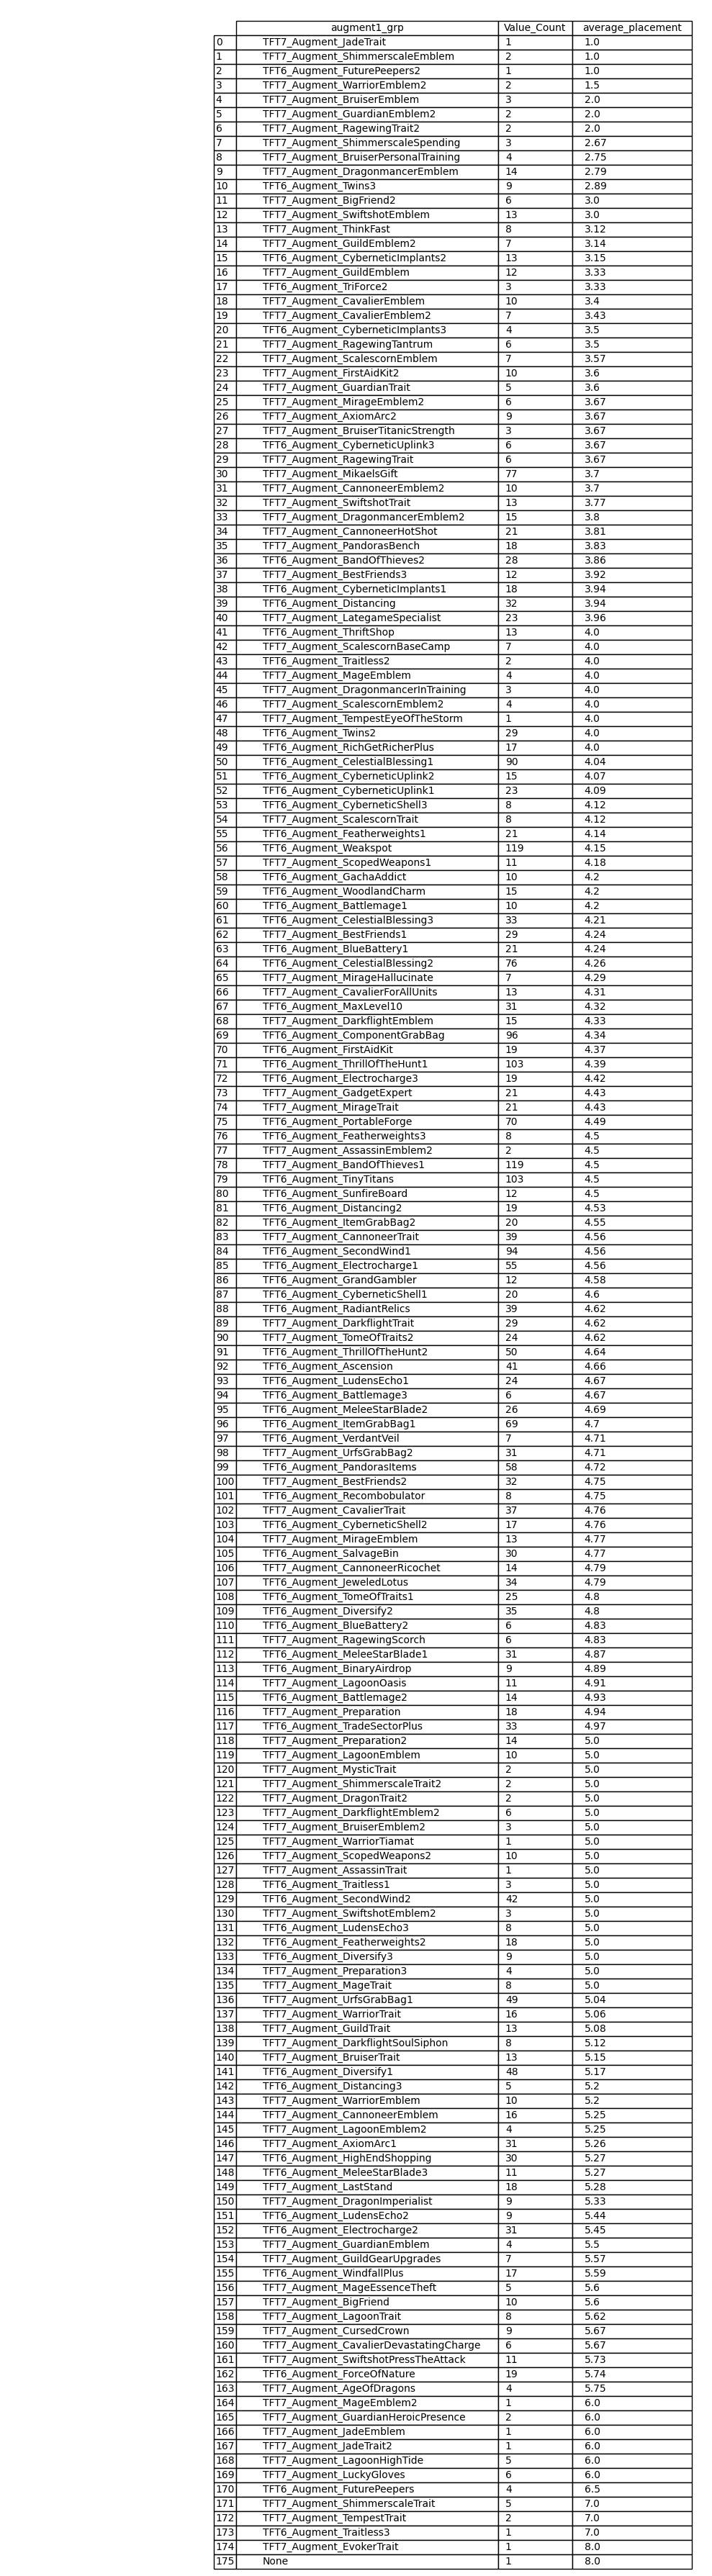 augment1_grp Value_Count average_placement
0 TFT7_Augment_JadeTrait 1 1.0
1 TFT7_Augment_ShimmerscaleEmblem 2 1.0
2 TFT6_Augment_FuturePeepers2 1 1.0
3 TFT7_Augment_WarriorEmblem2 2 1.5
4 TFT7_Augment_BruiserEmblem 3 2.0
5 TFT7_Augment_GuardianEmblem2 2 2.0
6 TFT7_Augment_RagewingTrait2 2 2.0
7 TFT7_Augment_ShimmerscaleSpending 3 2.67
8 TFT7_Augment_BruiserPersonalTraining 4 2.75
9 TFT7_Augment_DragonmancerEmblem 14 2.79
10 TFT6_Augment_Twins3 9 2.89
11 TFT7_Augment_BigFriend2 6 3.0
12 TFT7_Augment_SwiftshotEmblem 13 3.0
13 TFT7_Augment_ThinkFast 8 3.12
14 TFT7_Augment_GuildEmblem2 7 3.14
15 TFT6_Augment_CyberneticImplants2 13 3.15
16 TFT7_Augment_GuildEmblem 12 3.33
17 TFT6_Augment_TriForce2 3 3.33
18 TFT7_Augment_CavalierEmblem 10 3.4
19 TFT7_Augment_CavalierEmblem2 7 3.43
20 TFT6_Augment_CyberneticImplants3 4 3.5
21 TFT7_Augment_RagewingTantrum 6 3.5
22 TFT7_Augment_ScalescornEmblem 7 3.57
23 TFT7_Augment_FirstAidKit2 10 3.6
24 TFT7_Augment_GuardianTrait 5 3.6
25 TFT7_Augment_MirageEmblem2 6 3.67
26 TFT7_Augment_AxiomArc2 9 3.67
27 TFT7_Augment_BruiserTitanicStrength 3 3.67
28 TFT6_Augment_CyberneticUplink3 6 3.67
29 TFT7_Augment_RagewingTrait 6 3.67
30 TFT7_Augment_MikaelsGift 77 3.7
31 TFT7_Augment_CannoneerEmblem2 10 3.7
32 TFT7_Augment_SwiftshotTrait 13 3.77
33 TFT7_Augment_DragonmancerEmblem2 15 3.8
34 TFT7_Augment_CannoneerHotShot 21 3.81
35 TFT7_Augment_PandorasBench 18 3.83
36 TFT6_Augment_BandOfThieves2 28 3.86
37 TFT7_Augment_BestFriends3 12 3.92
38 TFT6_Augment_CyberneticImplants1 18 3.94
39 TFT6_Augment_Distancing 32 3.94
40 TFT7_Augment_LategameSpecialist 23 3.96
41 TFT6_Augment_ThriftShop 13 4.0
42 TFT7_Augment_ScalescornBaseCamp 7 4.0
43 TFT6_Augment_Traitless2 2 4.0
44 TFT7_Augment_MageEmblem 4 4.0
45 TFT7_Augment_DragonmancerInTraining 3 4.0
46 TFT7_Augment_ScalescornEmblem2 4 4.0
47 TFT7_Augment_TempestEyeOfTheStorm 1 4.0
48 TFT6_Augment_Twins2 29 4.0
49 TFT6_Augment_RichGetRicherPlus 17 4.0
50 TFT6_Augment_CelestialBlessing1 90 4.04
51 TFT6_Augment_CyberneticUplink2 15 4.07
52 TFT6_Augment_CyberneticUplink1 23 4.09
53 TFT6_Augment_CyberneticShell3 8 4.12
54 TFT7_Augment_ScalescornTrait 8 4.12
55 TFT6_Augment_Featherweights1 21 4.14
56 TFT6_Augment_Weakspot 119 4.15
57 TFT7_Augment_ScopedWeapons1 11 4.18
58 TFT6_Augment_GachaAddict 10 4.2
59 TFT6_Augment_WoodlandCharm 15 4.2
60 TFT6_Augment_Battlemage1 10 4.2
61 TFT6_Augment_CelestialBlessing3 33 4.21
62 TFT7_Augment_BestFriends1 29 4.24
63 TFT6_Augment_BlueBattery1 21 4.24
64 TFT6_Augment_CelestialBlessing2 76 4.26
65 TFT7_Augment_MirageHallucinate 7 4.29
66 TFT7_Augment_CavalierForAllUnits 13 4.31
67 TFT6_Augment_MaxLevel10 31 4.32
68 TFT7_Augment_DarkflightEmblem 15 4.33
69 TFT6_Augment_ComponentGrabBag 96 4.34
70 TFT6_Augment_FirstAidKit 19 4.37
71 TFT6_Augment_ThrillOfTheHunt1 103 4.39
72 TFT6_Augment_Electrocharge3 19 4.42
73 TFT7_Augment_GadgetExpert 21 4.43
74 TFT7_Augment_MirageTrait 21 4.43
75 TFT6_Augment_PortableForge 70 4.49
76 TFT6_Augment_Featherweights3 8 4.5
77 TFT7_Augment_AssassinEmblem2 2 4.5
78 TFT7_Augment_BandOfThieves1 119 4.5
79 TFT6_Augment_TinyTitans 103 4.5
80 TFT6_Augment_SunfireBoard 12 4.5
81 TFT6_Augment_Distancing2 19 4.53
82 TFT6_Augment_ItemGrabBag2 20 4.55
83 TFT7_Augment_CannoneerTrait 39 4.56
84 TFT6_Augment_SecondWind1 94 4.56
85 TFT6_Augment_Electrocharge1 55 4.56
86 TFT6_Augment_GrandGambler 12 4.58
87 TFT6_Augment_CyberneticShell1 20 4.6
88 TFT6_Augment_RadiantRelics 39 4.62
89 TFT7_Augment_DarkflightTrait 29 4.62
90 TFT7_Augment_TomeOfTraits2 24 4.62
91 TFT6_Augment_ThrillOfTheHunt2 50 4.64
92 TFT6_Augment_Ascension 41 4.66
93 TFT6_Augment_LudensEcho1 24 4.67
94 TFT6_Augment_Battlemage3 6 4.67
95 TFT6_Augment_MeleeStarBlade2 26 4.69
96 TFT6_Augment_ItemGrabBag1 69 4.7
97 TFT6_Augment_VerdantVeil 7 4.71
98 TFT7_Augment_UrfsGrabBag2 31 4.71
99 TFT6_Augment_PandorasItems 58 4.72
100 TFT7_Augment_BestFriends2 32 4.75
101 TFT6_Augment_Recombobulator 8 4.75
102 TFT7_Augment_CavalierTrait 37 4.76
103 TFT6_Augment_CyberneticShell2 17 4.76
104 TFT7_Augment_MirageEmblem 13 4.77
105 TFT6_Augment_SalvageBin 30 4.77
106 TFT7_Augment_CannoneerRicochet 14 4.79
107 TFT6_Augment_JeweledLotus 34 4.79
108 TFT6_Augment_TomeOfTraits1 25 4.8
109 TFT6_Augment_Diversify2 35 4.8
110 TFT6_Augment_BlueBattery2 6 4.83
111 TFT7_Augment_RagewingScorch 6 4.83
112 TFT6_Augment_MeleeStarBlade1 31 4.87
113 TFT6_Augment_BinaryAirdrop 9 4.89
114 TFT7_Augment_LagoonOasis 11 4.91
115 TFT6_Augment_Battlemage2 14 4.93
116 TFT7_Augment_Preparation 18 4.94
117 TFT6_Augment_TradeSectorPlus 33 4.97
118 TFT7_Augment_Preparation2 14 5.0
119 TFT7_Augment_LagoonEmblem 10 5.0
120 TFT7_Augment_MysticTrait 2 5.0
121 TFT7_Augment_ShimmerscaleTrait2 2 5.0
122 TFT7_Augment_DragonTrait2 2 5.0
123 TFT7_Augment_DarkflightEmblem2 6 5.0
124 TFT7_Augment_BruiserEmblem2 3 5.0
125 TFT7_Augment_WarriorTiamat 1 5.0
126 TFT7_Augment_ScopedWeapons2 10 5.0
127 TFT7_Augment_AssassinTrait 1 5.0
128 TFT6_Augment_Traitless1 3 5.0
129 TFT6_Augment_SecondWind2 42 5.0
130 TFT7_Augment_SwiftshotEmblem2 3 5.0
131 TFT6_Augment_LudensEcho3 8 5.0
132 TFT6_Augment_Featherweights2 18 5.0
133 TFT6_Augment_Diversify3 9 5.0
134 TFT7_Augment_Preparation3 4 5.0
135 TFT7_Augment_MageTrait 8 5.0
136 TFT7_Augment_UrfsGrabBag1 49 5.04
137 TFT7_Augment_WarriorTrait 16 5.06
138 TFT7_Augment_GuildTrait 13 5.08
139 TFT7_Augment_DarkflightSoulSiphon 8 5.12
140 TFT7_Augment_BruiserTrait 13 5.15
141 TFT6_Augment_Diversify1 48 5.17
142 TFT6_Augment_Distancing3 5 5.2
143 TFT7_Augment_WarriorEmblem 10 5.2
144 TFT7_Augment_CannoneerEmblem 16 5.25
145 TFT7_Augment_LagoonEmblem2 4 5.25
146 TFT7_Augment_AxiomArc1 31 5.26
147 TFT6_Augment_HighEndShopping 30 5.27
148 TFT6_Augment_MeleeStarBlade3 11 5.27
149 TFT7_Augment_LastStand 18 5.28
150 TFT7_Augment_DragonImperialist 9 5.33
151 TFT6_Augment_LudensEcho2 9 5.44
152 TFT6_Augment_Electrocharge2 31 5.45
153 TFT7_Augment_GuardianEmblem 4 5.5
154 TFT7_Augment_GuildGearUpgrades 7 5.57
155 TFT6_Augment_WindfallPlus 17 5.59
156 TFT7_Augment_MageEssenceTheft 5 5.6
157 TFT7_Augment_BigFriend 10 5.6
158 TFT7_Augment_LagoonTrait 8 5.62
159 TFT7_Augment_CursedCrown 9 5.67
160 TFT7_Augment_CavalierDevastatingCharge 6 5.67
161 TFT7_Augment_SwiftshotPressTheAttack 11 5.73
162 TFT6_Augment_ForceOfNature 19 5.74
163 TFT7_Augment_AgeOfDragons 4 5.75
164 TFT7_Augment_MageEmblem2 1 6.0
165 TFT7_Augment_GuardianHeroicPresence 2 6.0
166 TFT7_Augment_JadeEmblem 1 6.0
167 TFT7_Augment_JadeTrait2 1 6.0
168 TFT7_Augment_LagoonHighTide 5 6.0
169 TFT7_Augment_LuckyGloves 6 6.0
170 TFT6_Augment_FuturePeepers 4 6.5
171 TFT7_Augment_ShimmerscaleTrait 5 7.0
172 TFT7_Augment_TempestTrait 2 7.0
173 TFT6_Augment_Traitless3 1 7.0
174 TFT7_Augment_EvokerTrait 1 8.0
175 None 1 8.0